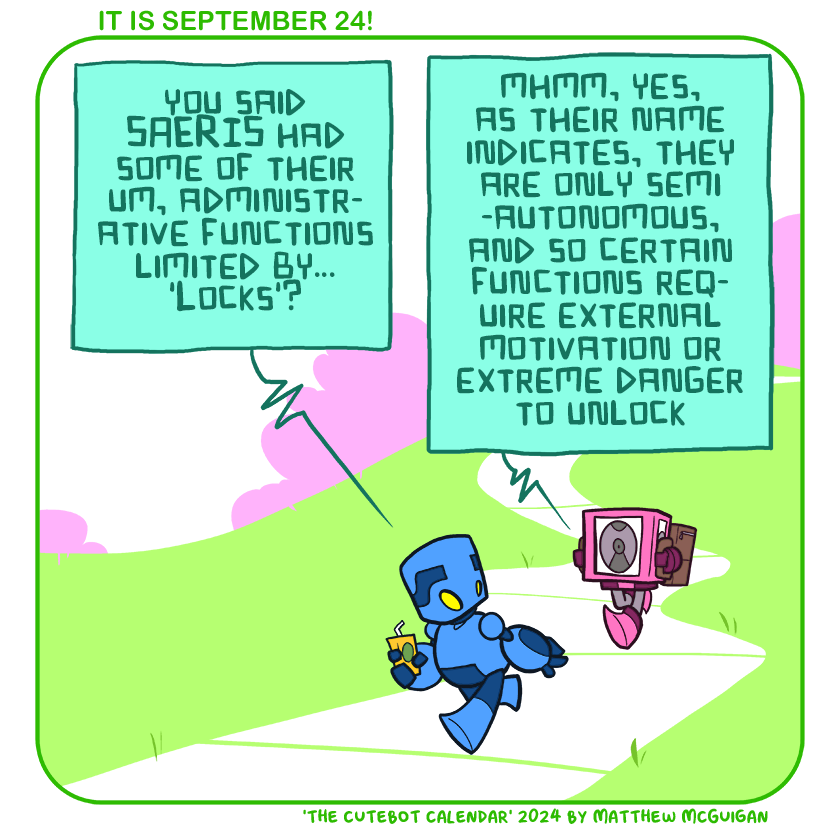 IT IS SEPTEMBER 24!
YOU SAID
SAERIS HAD
SOME OF THEIR
UM, ADMINISTR-
ATIVE FUNCTIONS
LIMITED BY...
'LOCKS'?
MHMM, YES,
AS THEIR NAME
INDICATES, THEY
ARE ONLY SEMI
-AUTONOMOUS,
AND SO CERTAIN
FUNCTIONS REQ-
UIRE EXTERNAL
MOTIVATION OR
EXTREME DANGER
TO UNLOCK
'THE CUTEBOT CALENDAR' 2024 BY MATTHEW MCGUIGAN